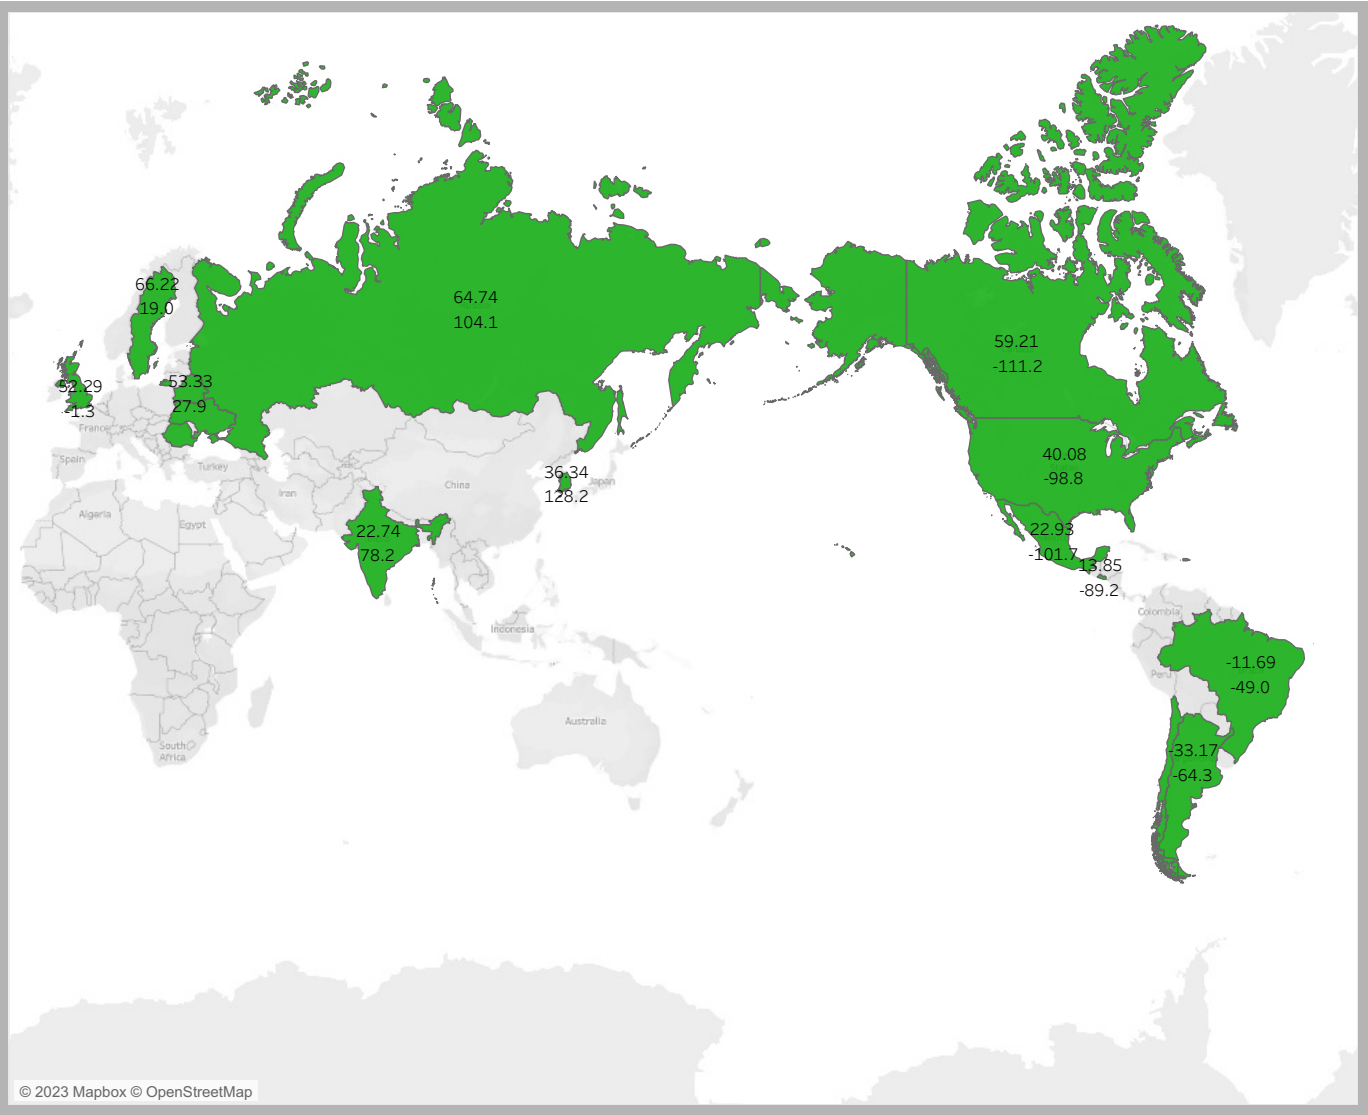 66.22
19.0
64.74
104.1
59.21
-111.2
52.29
-1.3
53.33
27.9
France
Spain
Turkey
Iran
China
36.34
128.2
Japan
40.08
-98.8
Algeria
Egypt
22.74
78.2
22.93
-101.7
13.85
-89.2
Colombia
Indonesia
Peru
-11.69
-49.0
Australia
South
Africa
-33.17
-64.3
© 2023 Mapbox © OpenStreetMap